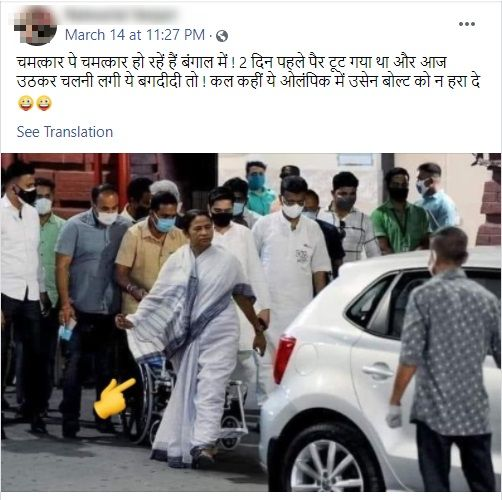 March 14 at 11:27 PM ·
चमत्कार पे चमत्कार हो रहें हैं बंगाल में ! 2 दिन पहले पैर टूट गया था और आज
उठकर चलनी लगी ये बगदीदी तो ! कल कहीं ये ओलंपिक में उसेन बोल्ट को न हरा दे
😜😜
See Translation